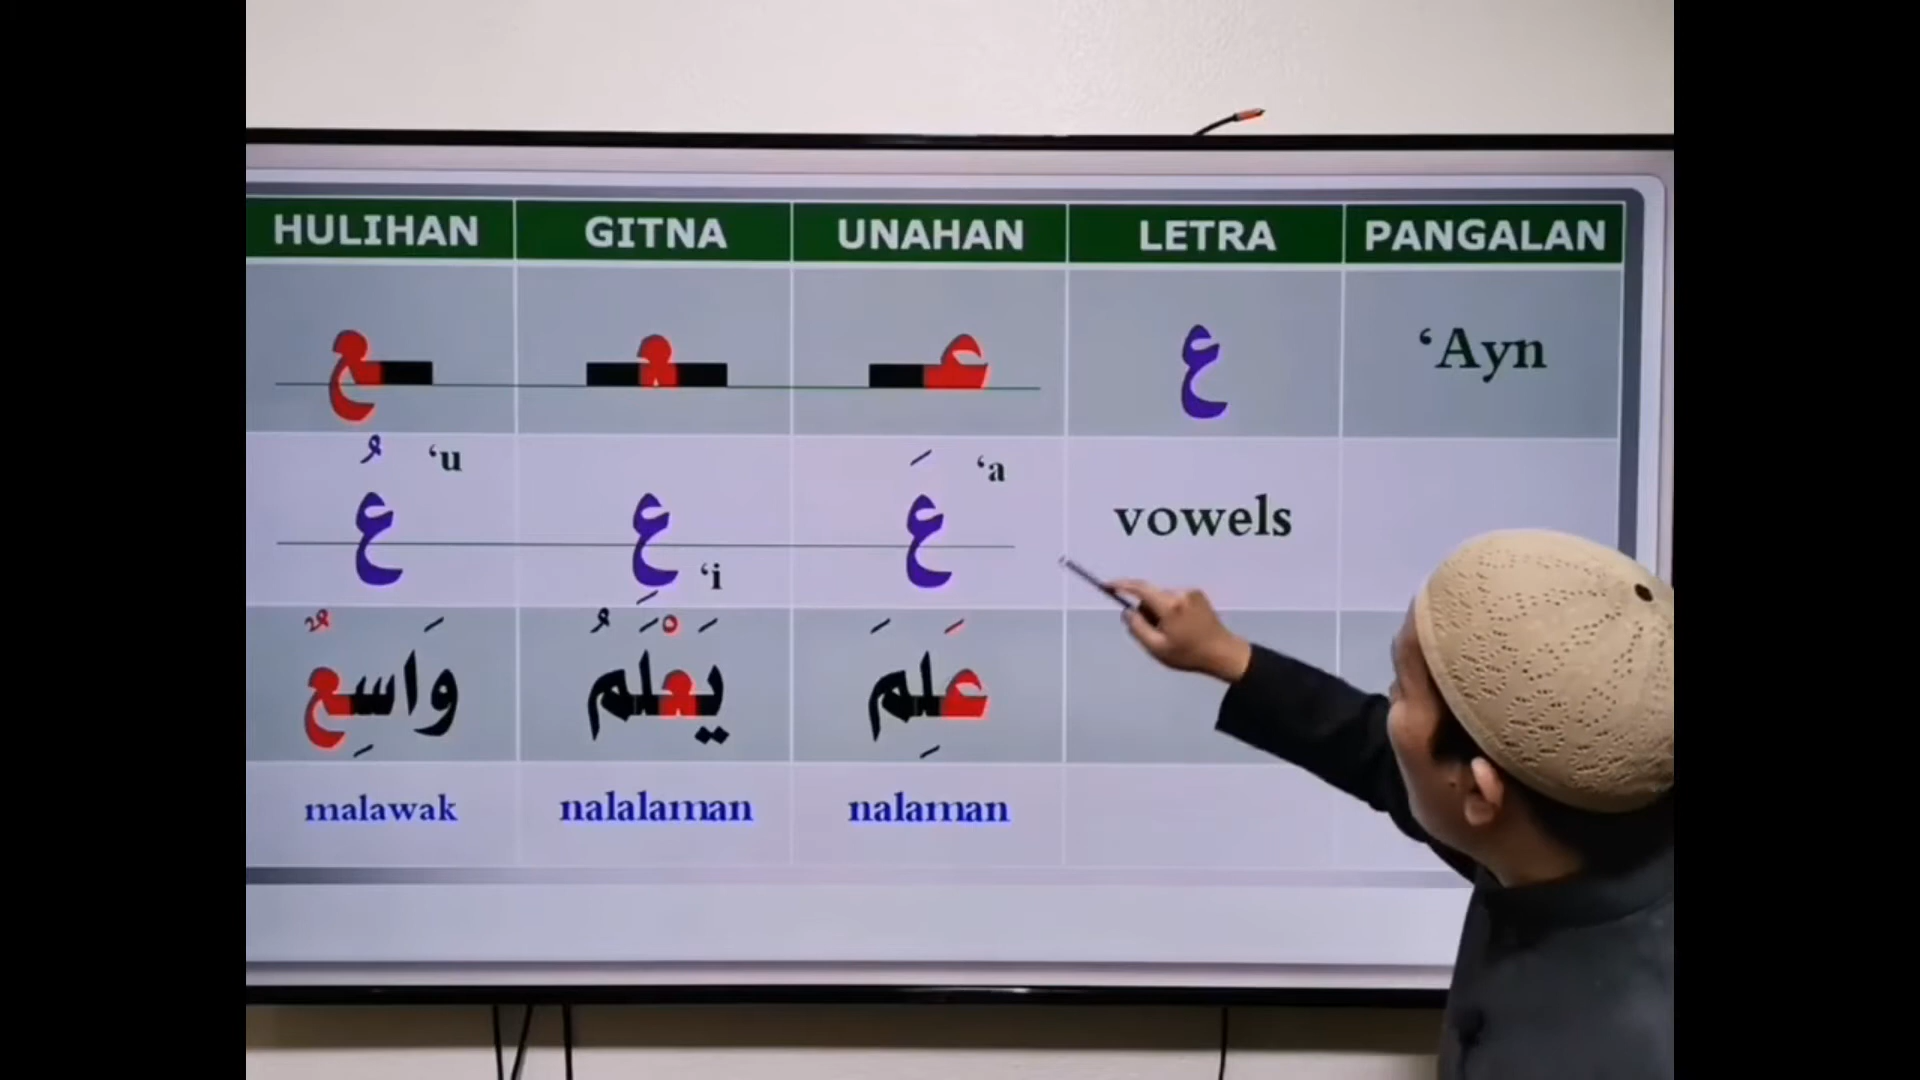 HULIHAN GITNA UNAHAN LETRA PANGALAN
ـع ـعـ عـ ع ‘Ayn
عُ ‘u عِ ‘i عَ ‘a vowels
وَاسِعٌ يَعْلَمُ عَلِمَ
malawak nalalaman nalaman